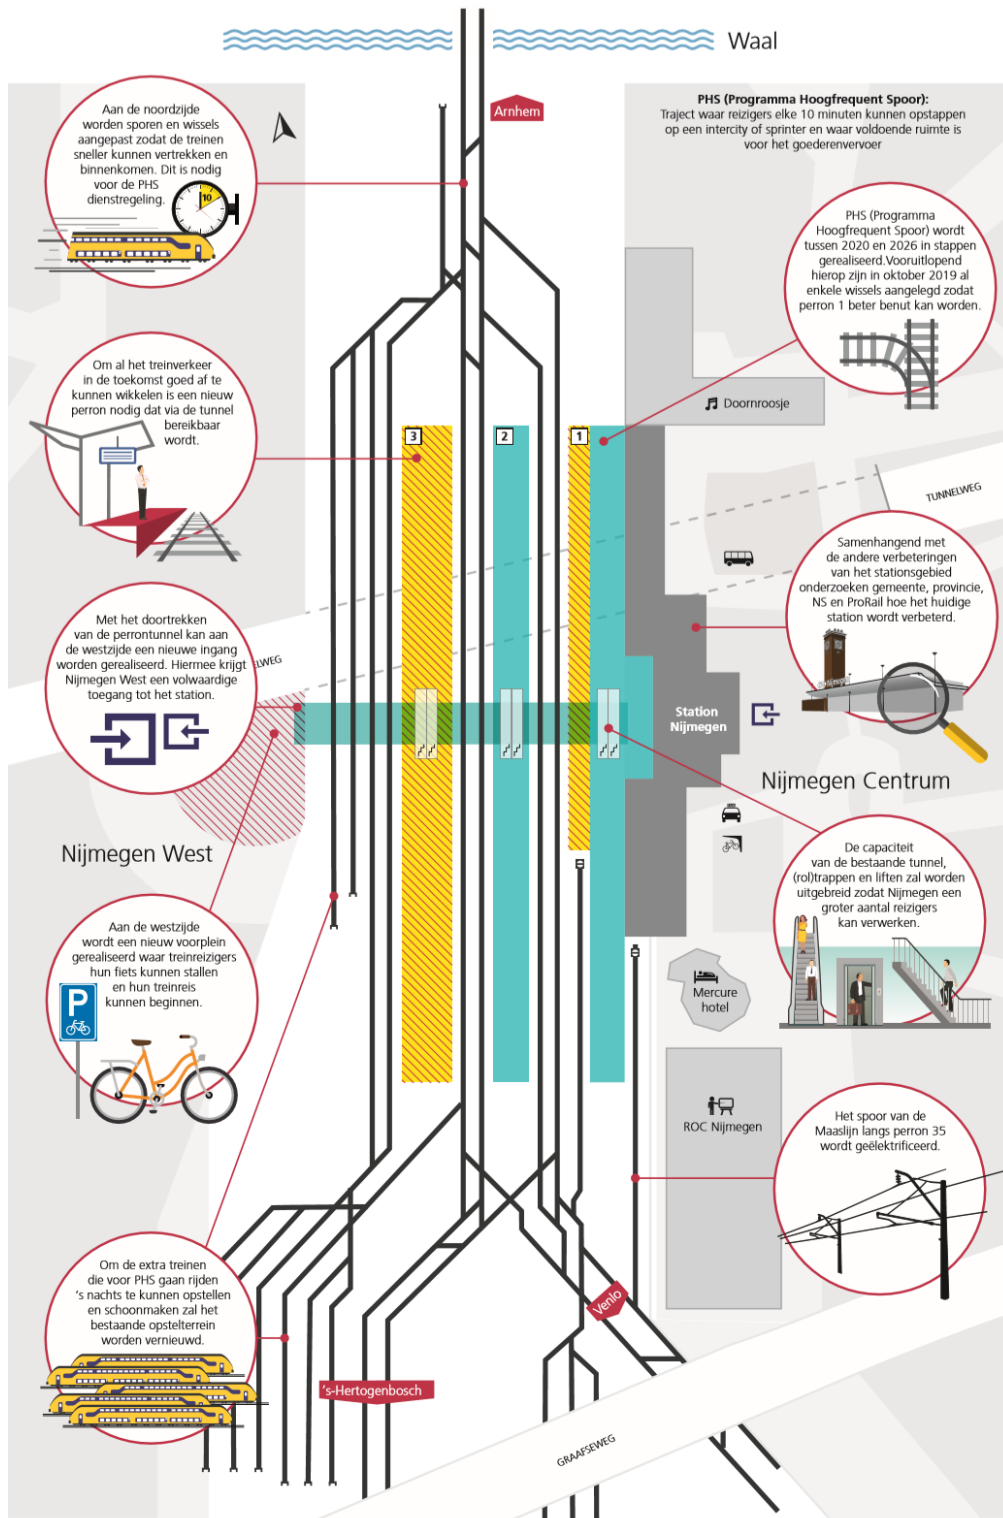 Waal
Arnhem
PHS (Programma Hoogfrequent Spoor):
Traject waar reizigers elke 10 minuten kunnen opstappen
op een intercity of sprinter en waar voldoende ruimte is
voor het goederenvervoer
Aan de noordzijde
worden sporen en wissels
aangepast zodat de treinen
sneller kunnen vertrekken en
binnenkomen. Dit is nodig
voor de PHS
dienstregeling.
10
PHS (Programma
Hoogfrequent Spoor) wordt
tussen 2020 en 2026 in stappen
gerealiseerd.Vooruitlopend
hierop zijn in oktober 2019 al
enkele wissels aangelegd zodat
perron 1 beter benut kan worden.
Om al het treinverkeer
in de toekomst goed af te
kunnen wikkelen is een nieuw
perron nodig dat via de tunnel
bereikbaar
wordt.
Doornroosje
3
2
1
TUNNELWEG
Samenhangend met
de andere verbeteringen
van het stationsgebied
onderzoeken gemeente, provincie,
NS en ProRail hoe het huidige
station wordt verbeterd.
Met het doortrekken
van de perrontunnel kan aan
de westzijde een nieuwe ingang
worden gerealiseerd. Hiermee krijgt
Nijmegen West een volwaardige
toegang tot het station.
ELWEG
Station
Nijmegen
Nijmegen Centrum
Nijmegen West
De capaciteit
van de bestaande tunnel,
(rol)trappen en liften zal worden
uitgebreid zodat Nijmegen een
groter aantal reizigers
kan verwerken.
Aan de westzijde
wordt een nieuw voorplein
gerealiseerd waar treinreizigers
hun fiets kunnen stallen
en hun treinreis
kunnen beginnen.
P
Mercure
hotel
ROC Nijmegen
Het spoor van de
Maaslijn langs perron 35
wordt geëlektrificeerd.
Om de extra treinen
die voor PHS gaan rijden
's nachts te kunnen opstellen
en schoonmaken zal het
bestaande opstelterrein
worden vernieuwd.
Venlo
's-Hertogenbosch
GRAAFSEWEG